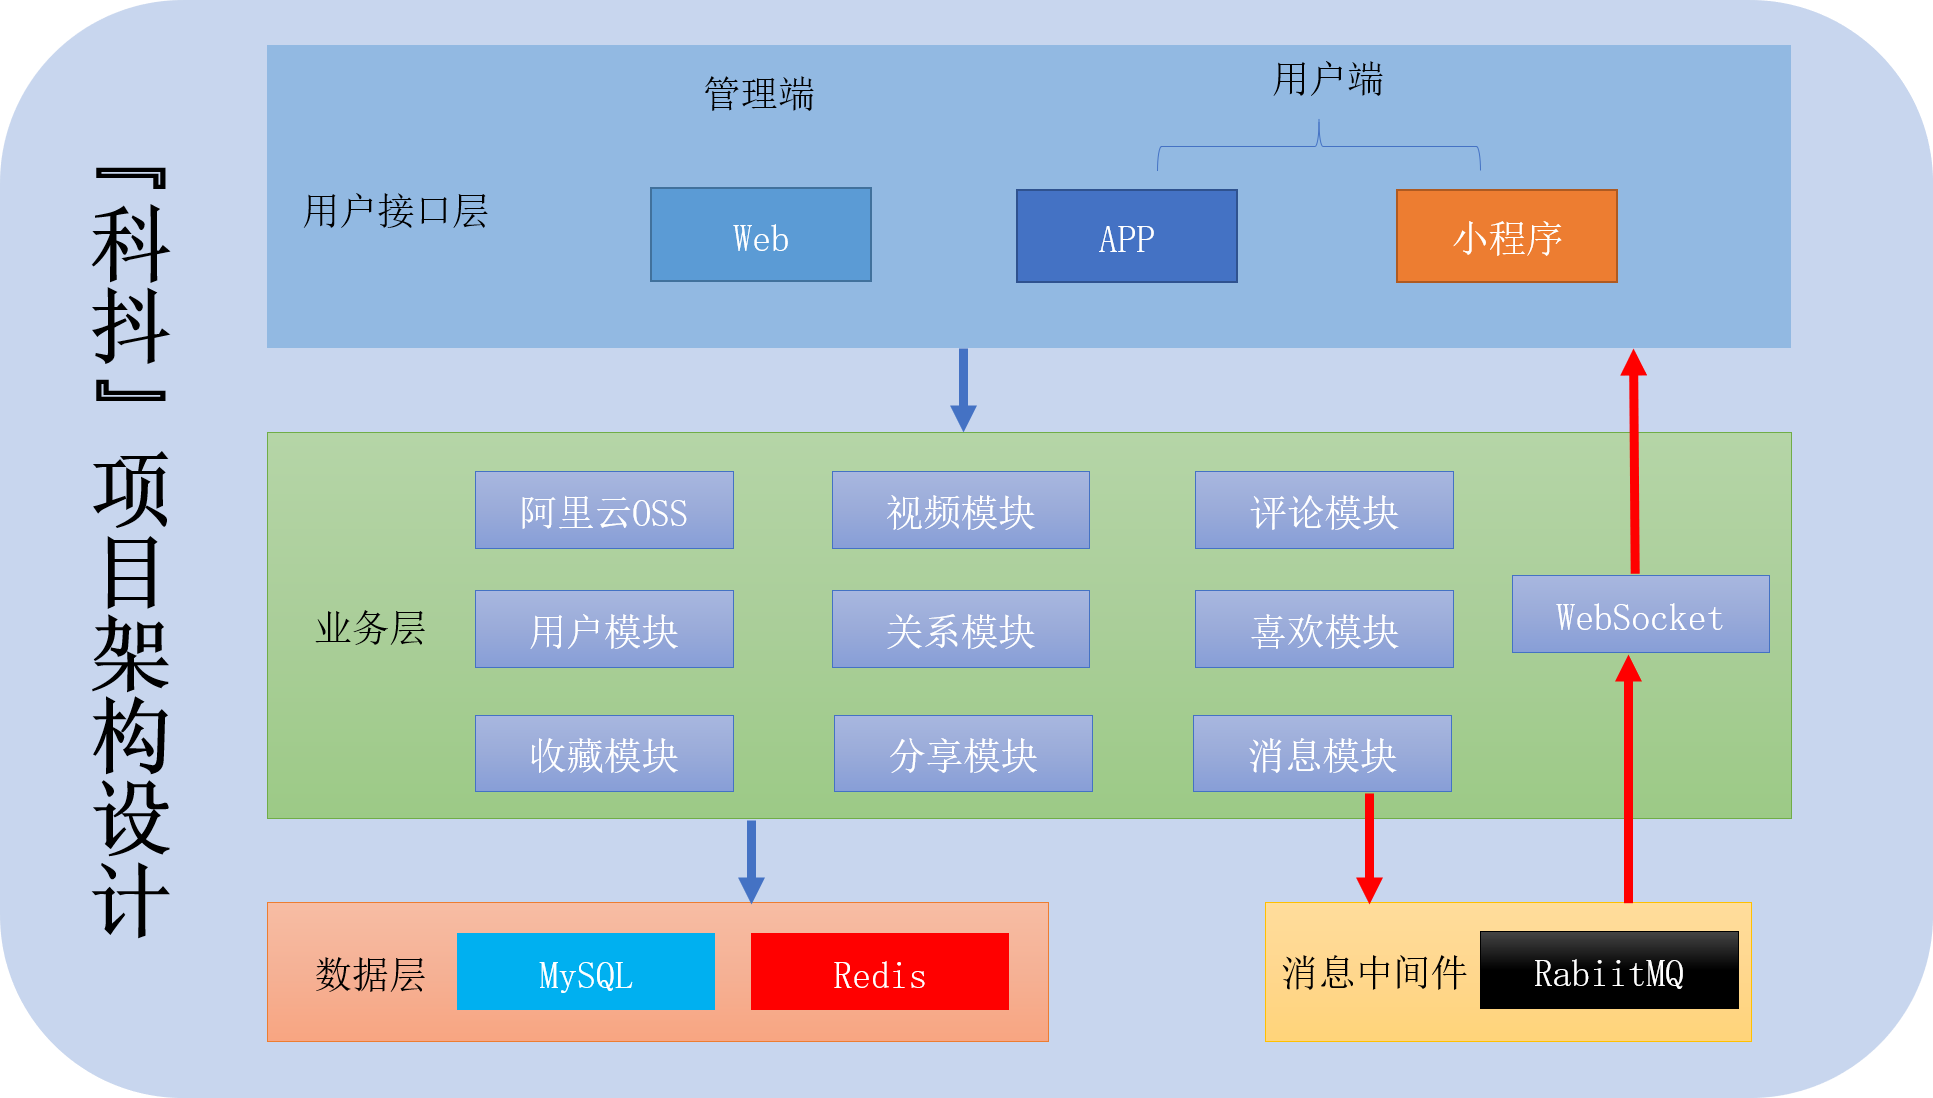 『科抖』项目架构设计
管理端
用户端
用户接口层
Web
APP
小程序
阿里云OSS
视频模块
评论模块
业务层
用户模块
关系模块
喜欢模块
WebSocket
收藏模块
分享模块
消息模块
数据层
MySQL
Redis
消息中间件
RabiitMQ